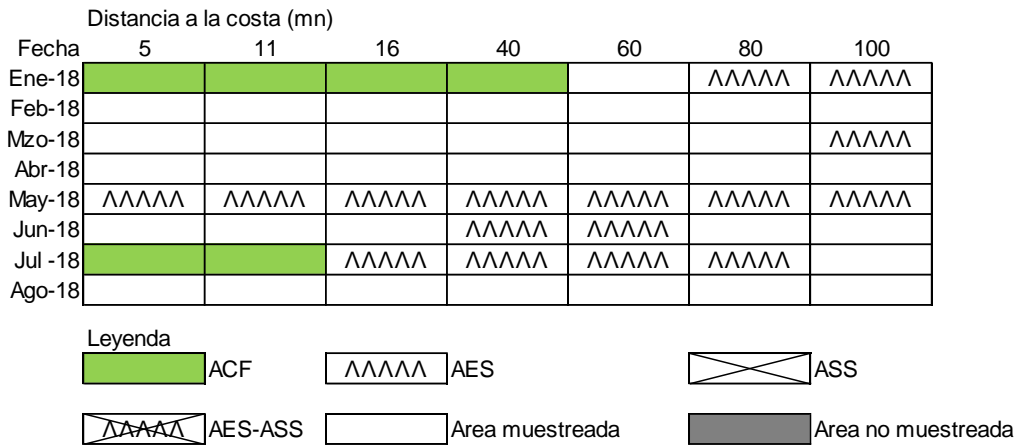 Distancia a la costa (mn)
Fecha 5 11 16 40 60 80 100
Ene-18 ΛΛΛΛΛ ΛΛΛΛΛ
Feb-18
Mzo-18 ΛΛΛΛΛ
Abr-18
May-18 ΛΛΛΛΛ ΛΛΛΛΛ ΛΛΛΛΛ ΛΛΛΛΛ ΛΛΛΛΛ ΛΛΛΛΛ ΛΛΛΛΛ
Jun-18 ΛΛΛΛΛ ΛΛΛΛΛ
Jul -18 ΛΛΛΛΛ ΛΛΛΛΛ ΛΛΛΛΛ ΛΛΛΛΛ
Ago-18
Leyenda
ACF ΛΛΛΛΛ AES ASS
ΛΛΛΛΛ AES-ASS Area muestreada Area no muestreada